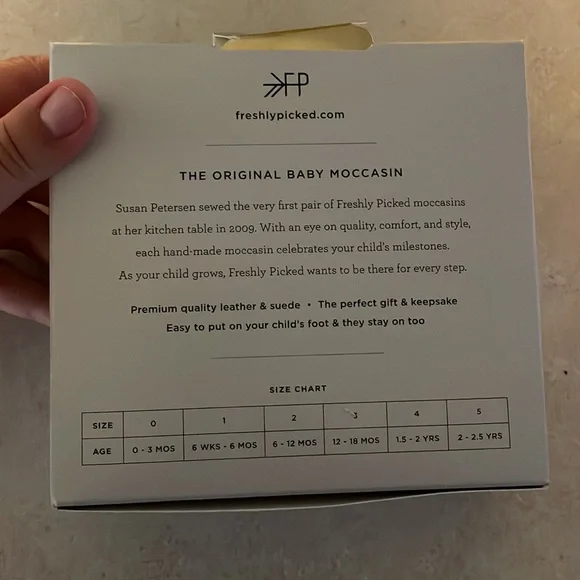 FP
freshlypicked.com
THE ORIGINAL BABY MOCCASIN
Susan Petersen sewed the very first pair of Freshly Picked moccasins
at her kitchen table in 2009. With an eye on quality, comfort, and style,
each hand-made moccasin celebrates your child's milestones.
As your child grows, Freshly Picked wants to be there for every step.
Premium quality leather & suede • The perfect gift & keepsake
Easy to put on your child's foot & they stay on too
SIZE CHART
SIZE 0 1 2 3 4 5
AGE 0 - 3 MOS 6 WKS - 6 MOS 6 - 12 MOS 12 - 18 MOS 1.5 - 2 YRS 2 - 2.5 YRS